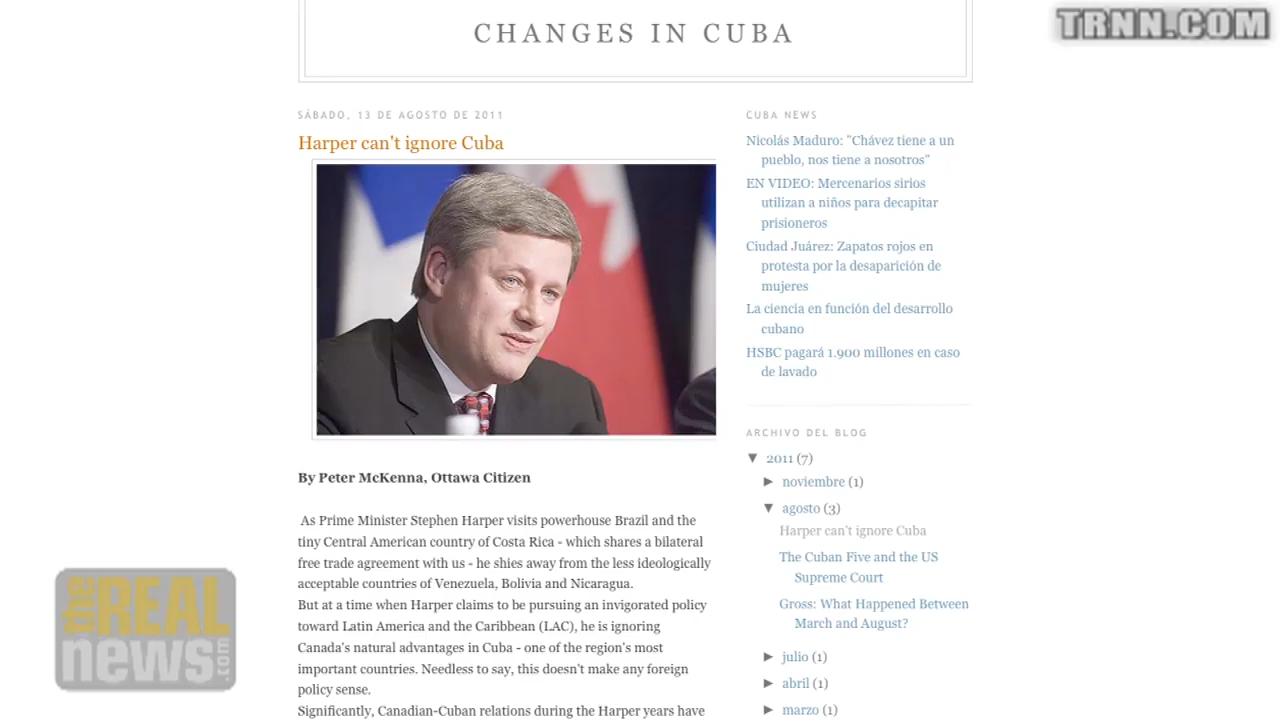 CHANGES IN CUBA
TRNN.COM
SÁBADO, 13 DE AGOSTO DE 2011
Harper can't ignore Cuba
By Peter McKenna, Ottawa Citizen
As Prime Minister Stephen Harper visits powerhouse Brazil and the
tiny Central American country of Costa Rica - which shares a bilateral
free trade agreement with us - he shies away from the less ideologically
acceptable countries of Venezuela, Bolivia and Nicaragua.
But at a time when Harper claims to be pursuing an invigorated policy
toward Latin America and the Caribbean (LAC), he is ignoring
Canada's natural advantages in Cuba - one of the region's most
important countries. Needless to say, this doesn't make any foreign
policy sense.
Significantly, Canadian-Cuban relations during the Harper years have
CUBA NEWS
Nicolás Maduro: "Chávez tiene a un
pueblo, nos tiene a nosotros"
EN VIDEO: Mercenarios sirios
utilizan a niños para decapitar
prisioneros
Ciudad Juárez: Zapatos rojos en
protesta por la desaparición de
mujeres
La ciencia en función del desarrollo
cubano
HSBC pagará 1.900 millones en caso
de lavado
ARCHIVO DEL BLOG
▼ 2011 (7)
► noviembre (1)
▼ agosto (3)
Harper can't ignore Cuba
The Cuban Five and the US
Supreme Court
Gross: What Happened Between
March and August?
► julio (1)
► abril (1)
► marzo (1)
the REAL
news.com